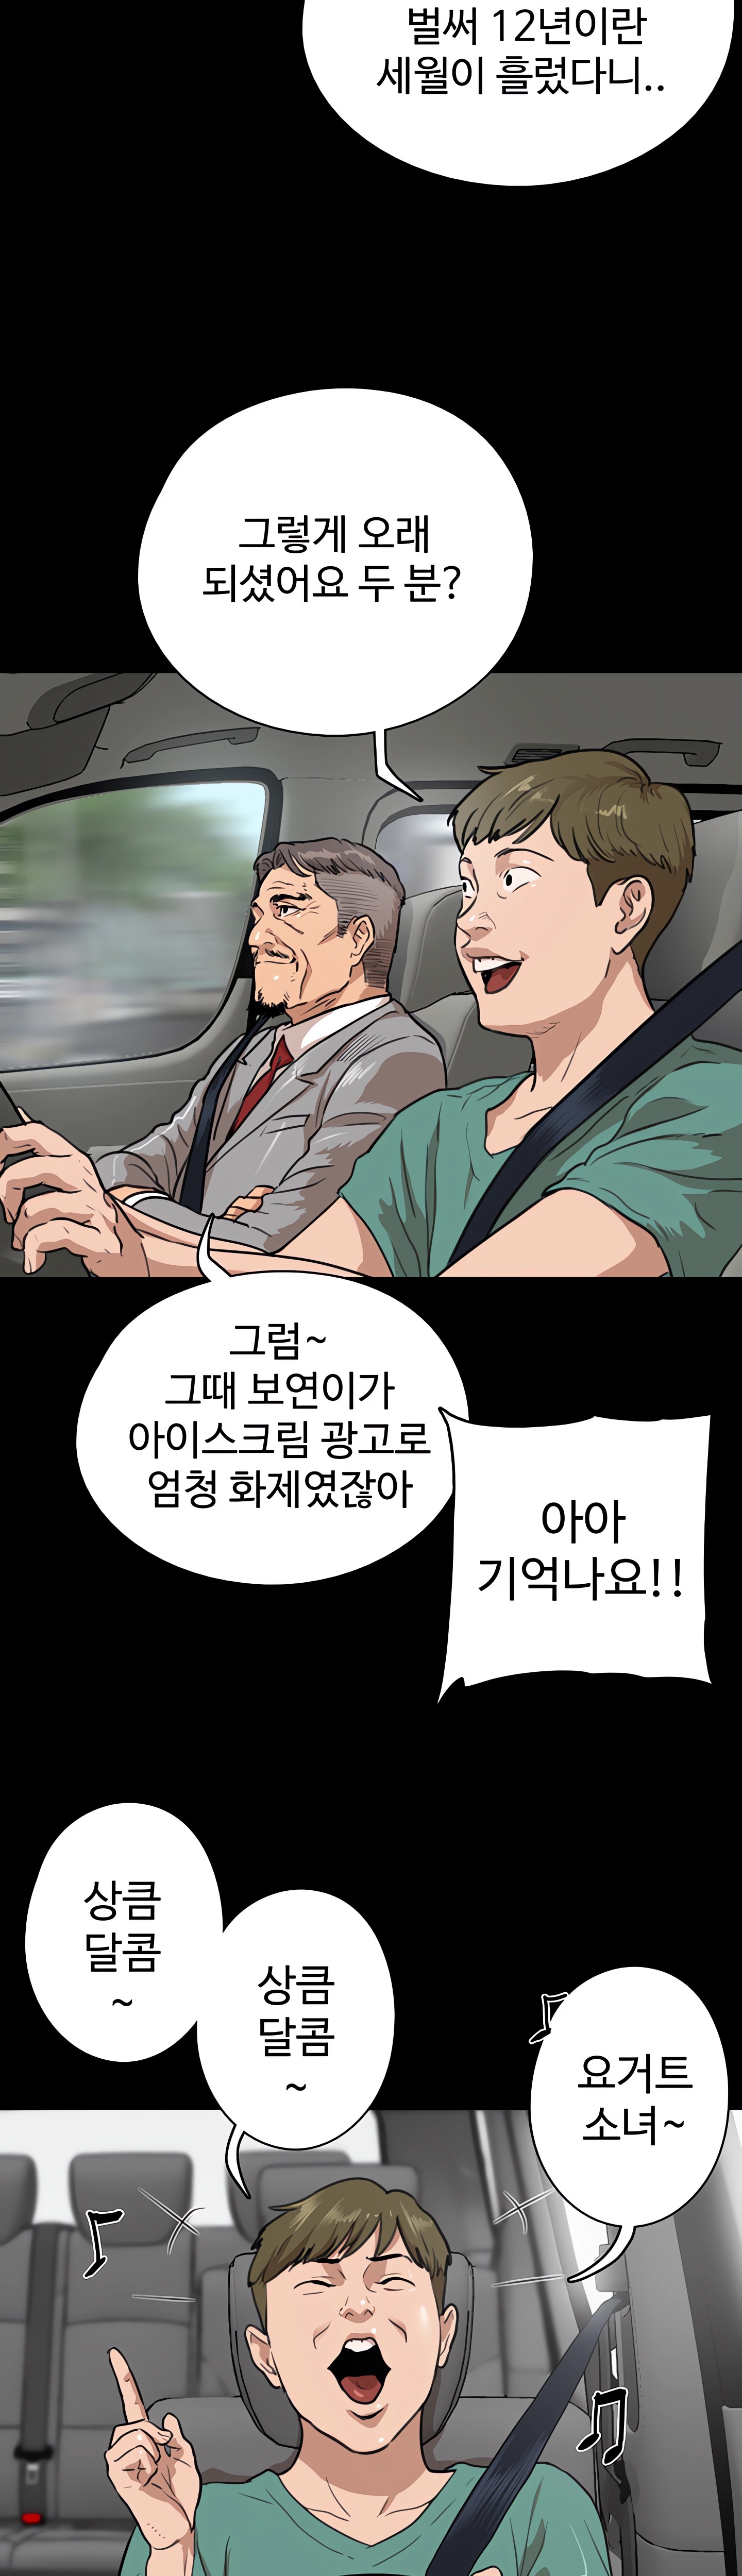 벌써 12년이란
세월이 흘렀다니..
그렇게 오래
되셨어요 두 분?
그럼~
그때 보연이가
아이스크림 광고로
엄청 화제였잖아
아아
기억나요!!
상큼
달콤
~
상큼
달콤
~
요거트
소녀~